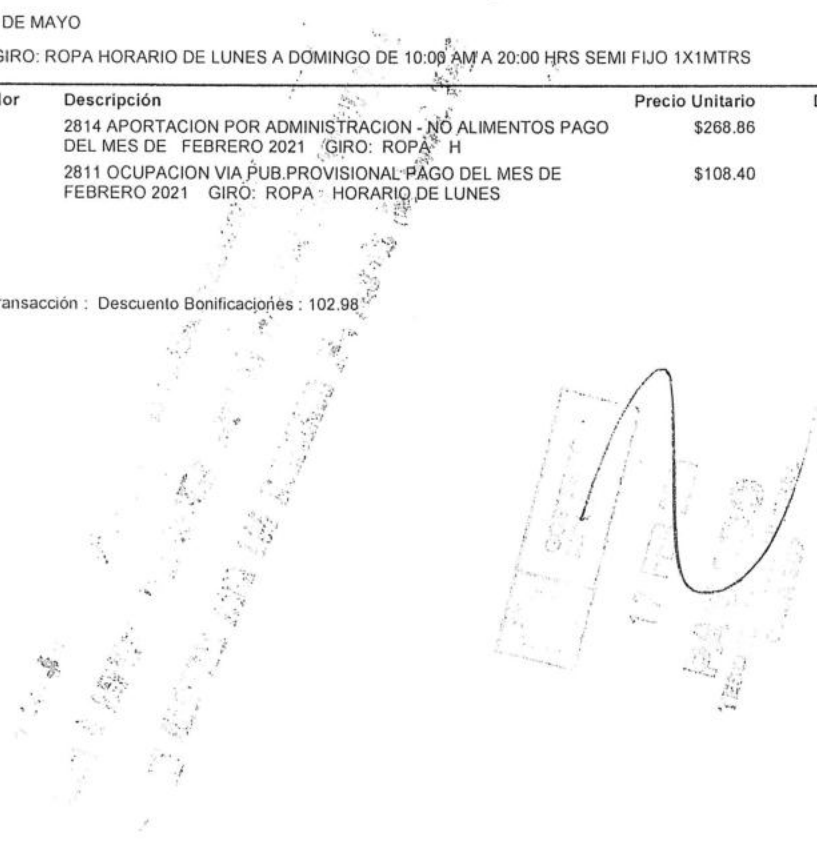 DE MAYO
GIRO: ROPA HORARIO DE LUNES A DOMINGO DE 10:00 AM A 20:00 HRS SEMI FIJO 1X1MTRS
Descripción Precio Unitario
2814 APORTACION POR ADMINISTRACION - NO ALIMENTOS PAGO $268.86
DEL MES DE FEBRERO 2021 GIRO: ROPA H
2811 OCUPACION VIA PUB.PROVISIONAL PAGO DEL MES DE $108.40
FEBRERO 2021 GIRO: ROPA HORARIO DE LUNES
ransacción : Descuento Bonificaciones : 102.98